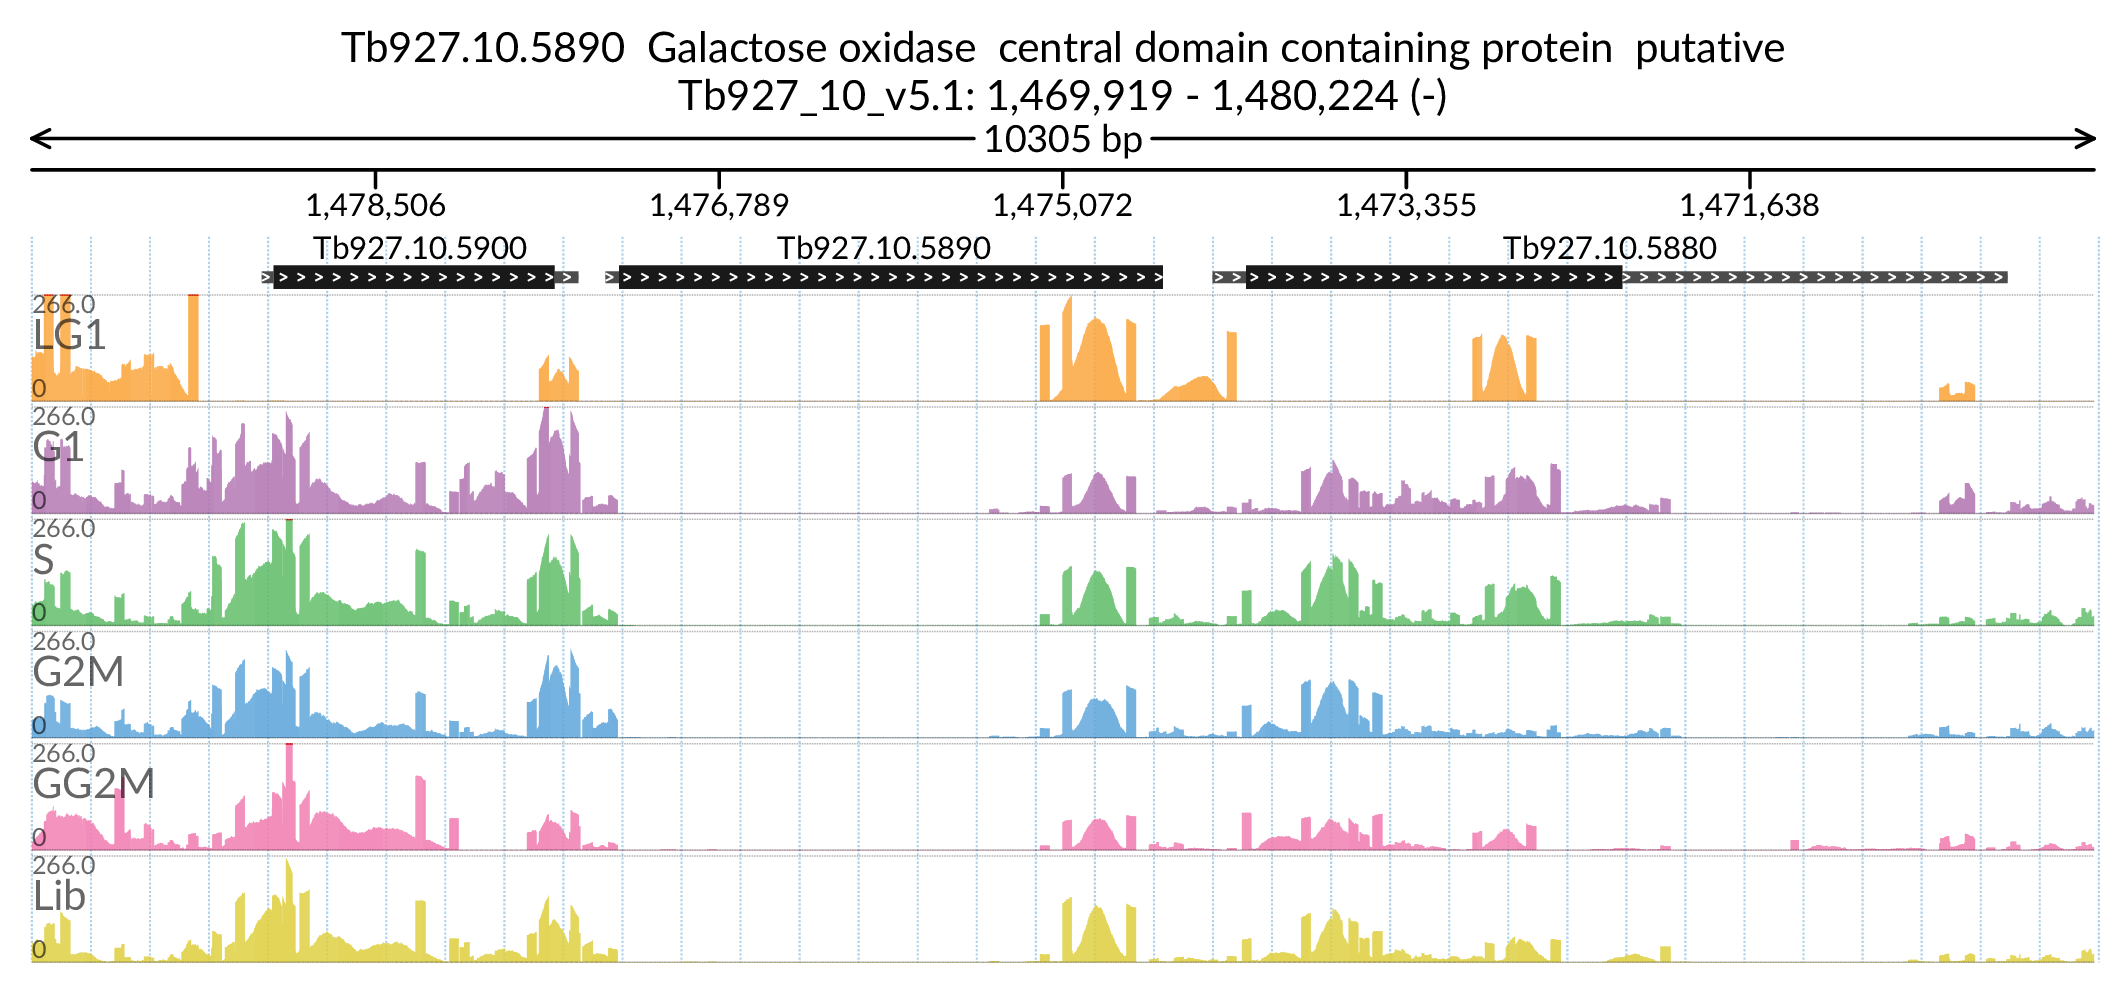 Tb927.10.5890  Galactose oxidase  central domain containing protein  putative
Tb927_10_v5.1: 1,469,919 - 1,480,224 (-)
10305 bp
1,478,506 1,476,789 1,475,072 1,473,355 1,471,638
Tb927.10.5900 Tb927.10.5890 Tb927.10.5880
266.0
LG1
0
266.0
G1
0
266.0
S
0
266.0
G2M
0
266.0
GG2M
0
266.0
Lib
0